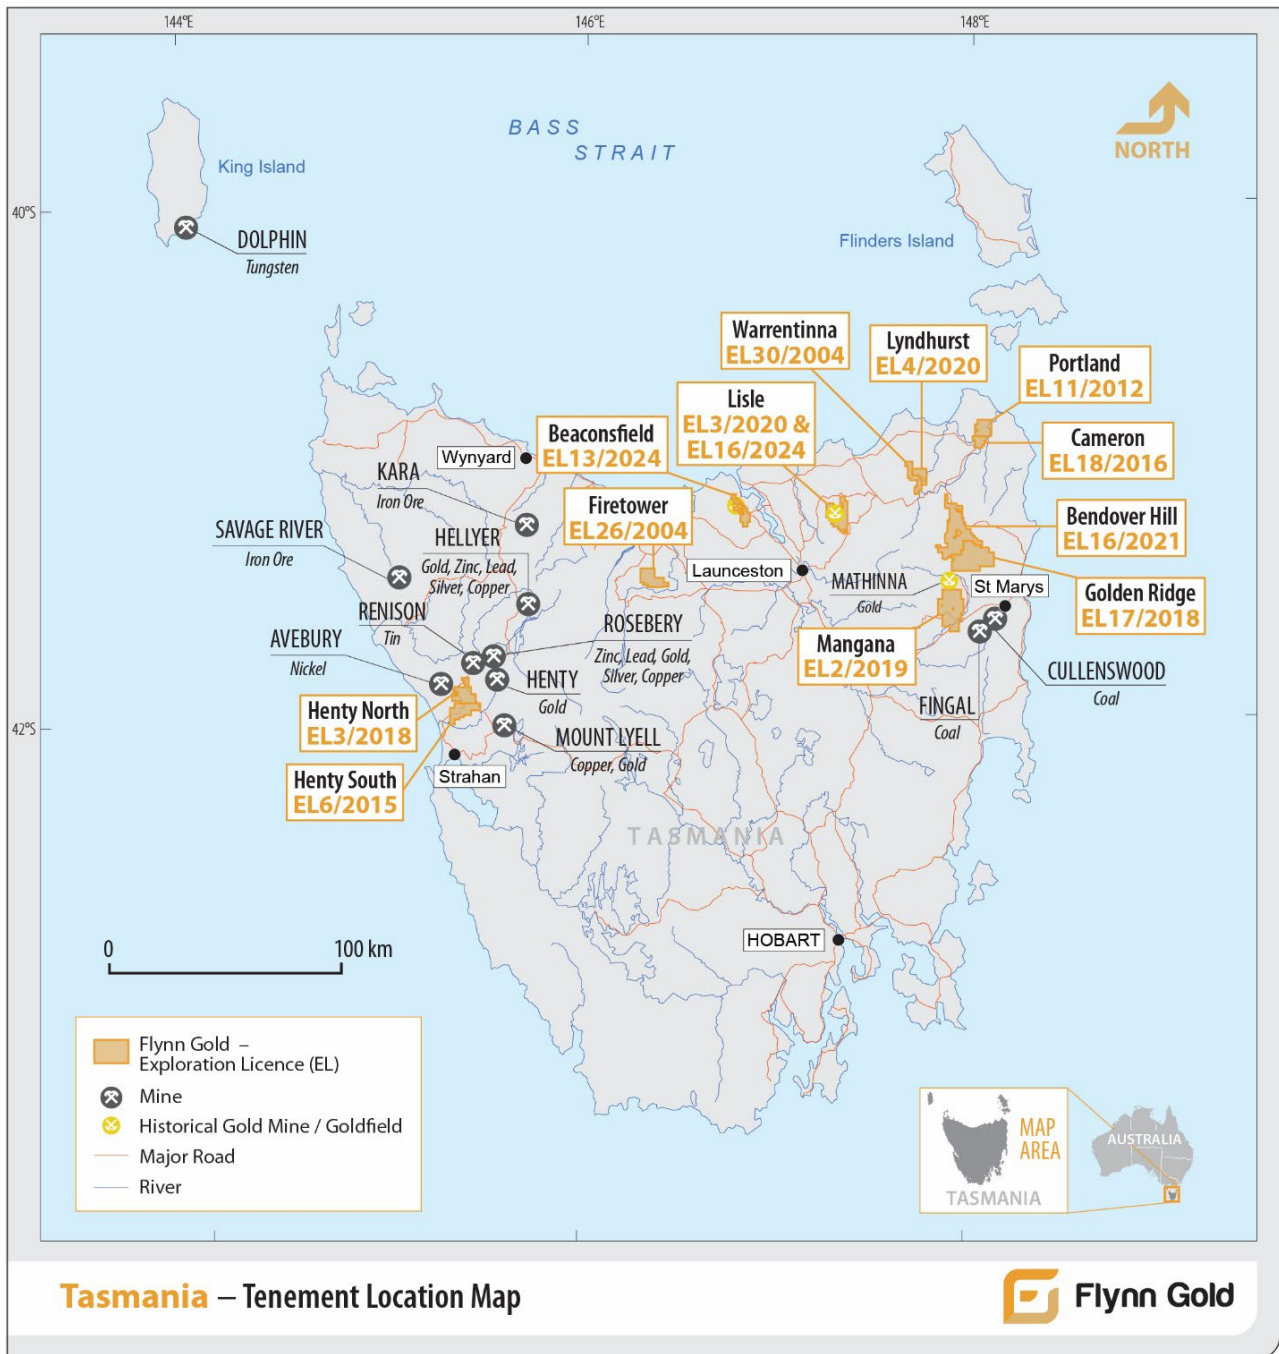 144°E
146°E
148°E
BASS
STRAIT
NORTH
King Island
40°S
Flinders Island
DOLPHIN
Tungsten
Warrentinna
EL30/2004
Lyndhurst
EL4/2020
Portland
EL11/2012
Lisle
EL3/2020 &
EL16/2024
Beaconsfield
EL13/2024
Cameron
EL18/2016
Wynyard
KARA
Iron Ore
Firetower
EL26/2004
Bendover Hill
EL16/2021
SAVAGE RIVER
Iron Ore
HELLYER
Gold, Zinc, Lead,
Silver, Copper
Launceston
MATHINNA
Gold
St Marys
Golden Ridge
EL17/2018
RENISON
Tin
ROSEBERY
Zinc, Lead, Gold,
Silver, Copper
AVEBURY
Nickel
Mangana
EL2/2019
CULLENSWOOD
Coal
HENTY
Gold
FINGAL
Coal
Henty North
EL3/2018
42°S
MOUNT LYELL
Copper, Gold
Henty South
EL6/2015
Strahan
TASMANIA
HOBART
0 100 km
Flynn Gold –
Exploration Licence (EL)
Mine
Historical Gold Mine / Goldfield
Major Road
River
MAP
AREA
TASMANIA
AUSTRALIA
Tasmania – Tenement Location Map
Flynn Gold